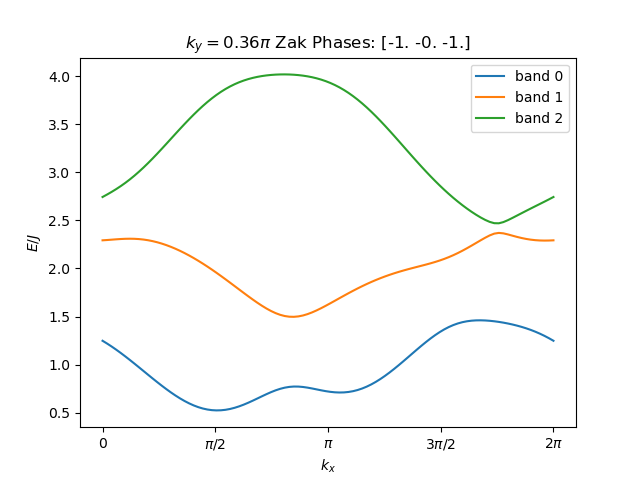 k_y = 0.36π Zak Phases: [-1. -0. -1.]
band 0
band 1
band 2
E/J
4.0
3.5
3.0
2.5
2.0
1.5
1.0
0.5
0 π/2 π 3π/2 2π
k_x